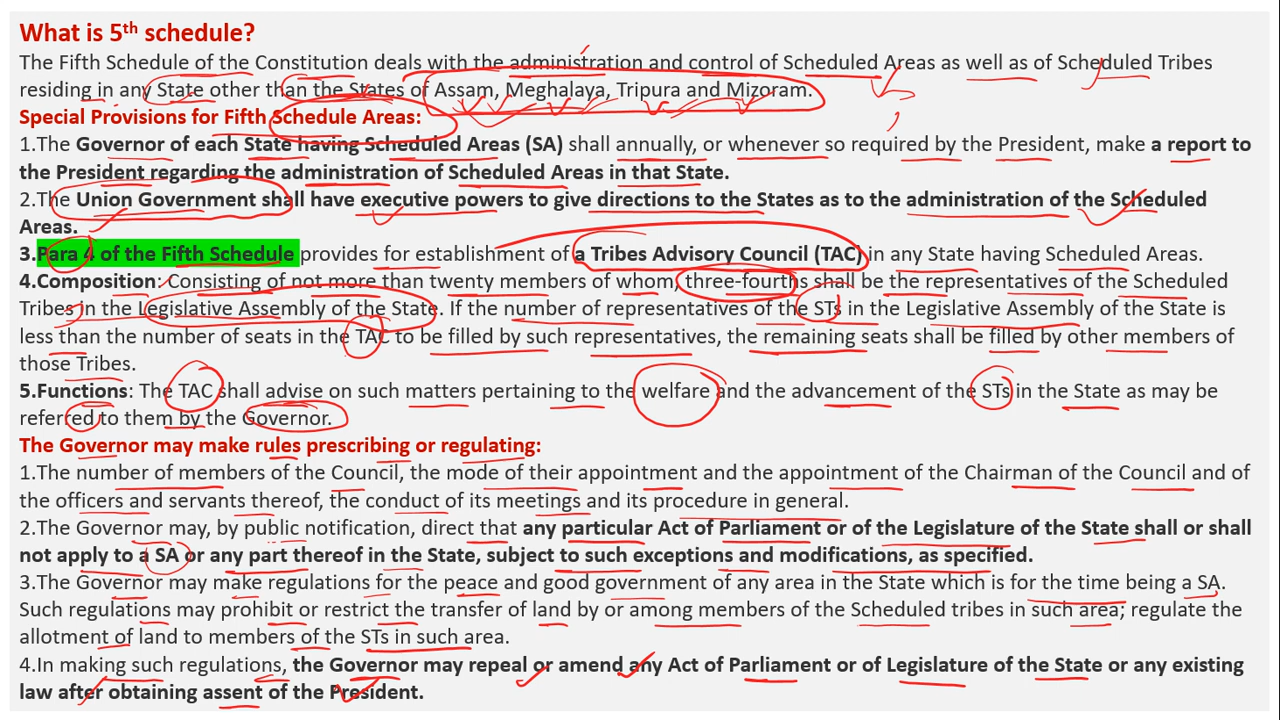 What is 5th schedule?
The Fifth Schedule of the Constitution deals with the administration and control of Scheduled Areas as well as of Scheduled Tribes
residing in any State other than the States of Assam, Meghalaya, Tripura and Mizoram.
Special Provisions for Fifth Schedule Areas:
1.The Governor of each State having Scheduled Areas (SA) shall annually, or whenever so required by the President, make a report to
the President regarding the administration of Scheduled Areas in that State.
2.The Union Government shall have executive powers to give directions to the States as to the administration of the Scheduled
Areas.
3.Para 4 of the Fifth Schedule provides for establishment of a Tribes Advisory Council (TAC) in any State having Scheduled Areas.
4.Composition: Consisting of not more than twenty members of whom, three-fourths shall be the representatives of the Scheduled
Tribes in the Legislative Assembly of the State. If the number of representatives of the STs in the Legislative Assembly of the State is
less than the number of seats in the TAC to be filled by such representatives, the remaining seats shall be filled by other members of
those Tribes.
5.Functions: The TAC shall advise on such matters pertaining to the welfare and the advancement of the STs in the State as may be
referred to them by the Governor.
The Governor may make rules prescribing or regulating:
1.The number of members of the Council, the mode of their appointment and the appointment of the Chairman of the Council and of
the officers and servants thereof, the conduct of its meetings and its procedure in general.
2.The Governor may, by public notification, direct that any particular Act of Parliament or of the Legislature of the State shall or shall
not apply to a SA or any part thereof in the State, subject to such exceptions and modifications, as specified.
3.The Governor may make regulations for the peace and good government of any area in the State which is for the time being a SA.
Such regulations may prohibit or restrict the transfer of land by or among members of the Scheduled tribes in such area; regulate the
allotment of land to members of the STs in such area.
4.In making such regulations, the Governor may repeal or amend any Act of Parliament or of Legislature of the State or any existing
law after obtaining assent of the President.